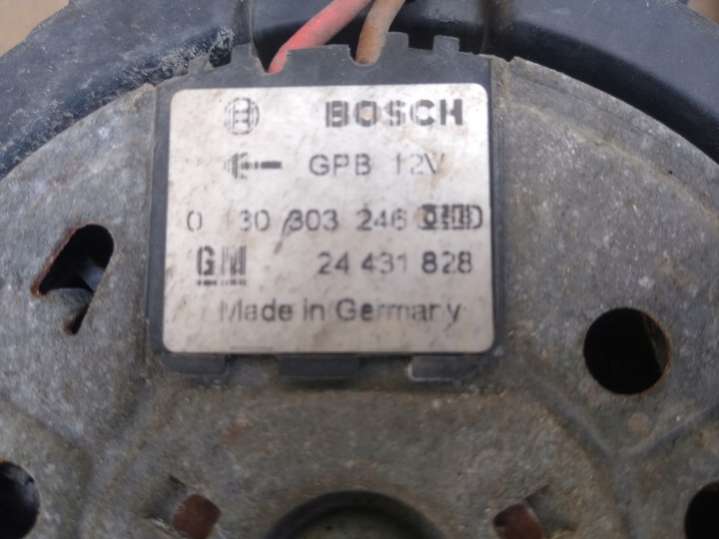 BOSCH
GPB 12V
0 130 303 246
GM 24 431 828
Made in Germany